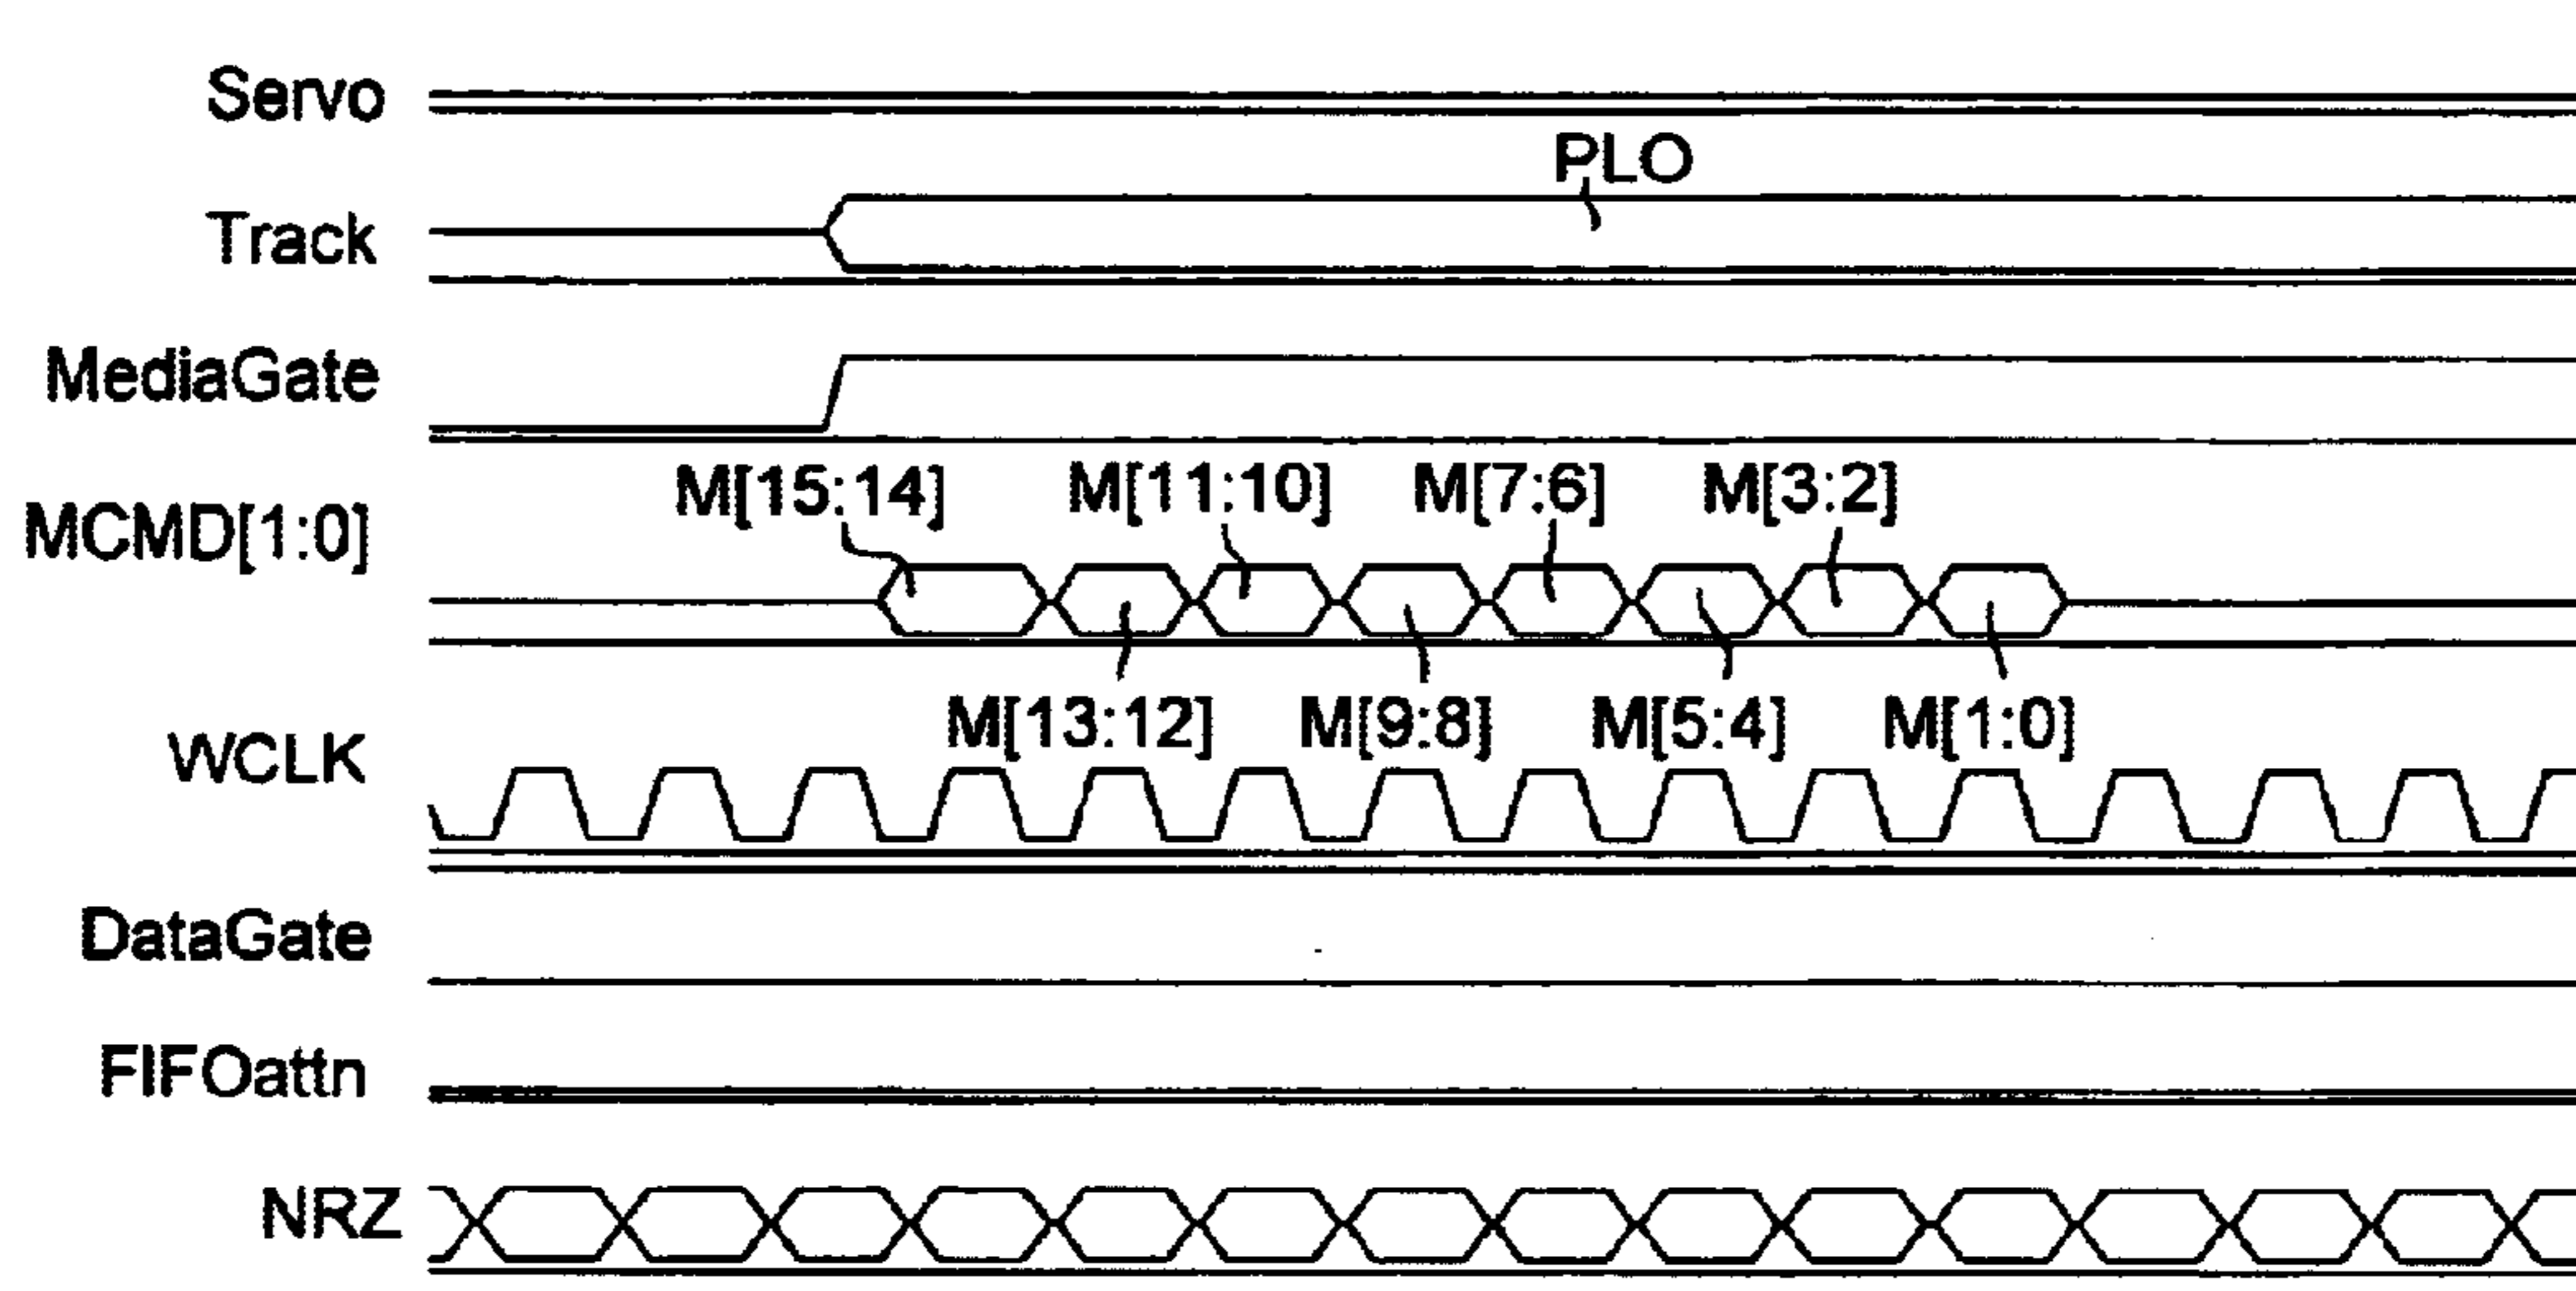 Servo
PLO
Track
MediaGate
M[15:14] M[11:10] M[7:6] M[3:2]
MCMD[1:0]
M[13:12] M[9:8] M[5:4] M[1:0]
WCLK
DataGate
FIFOattn
NRZ